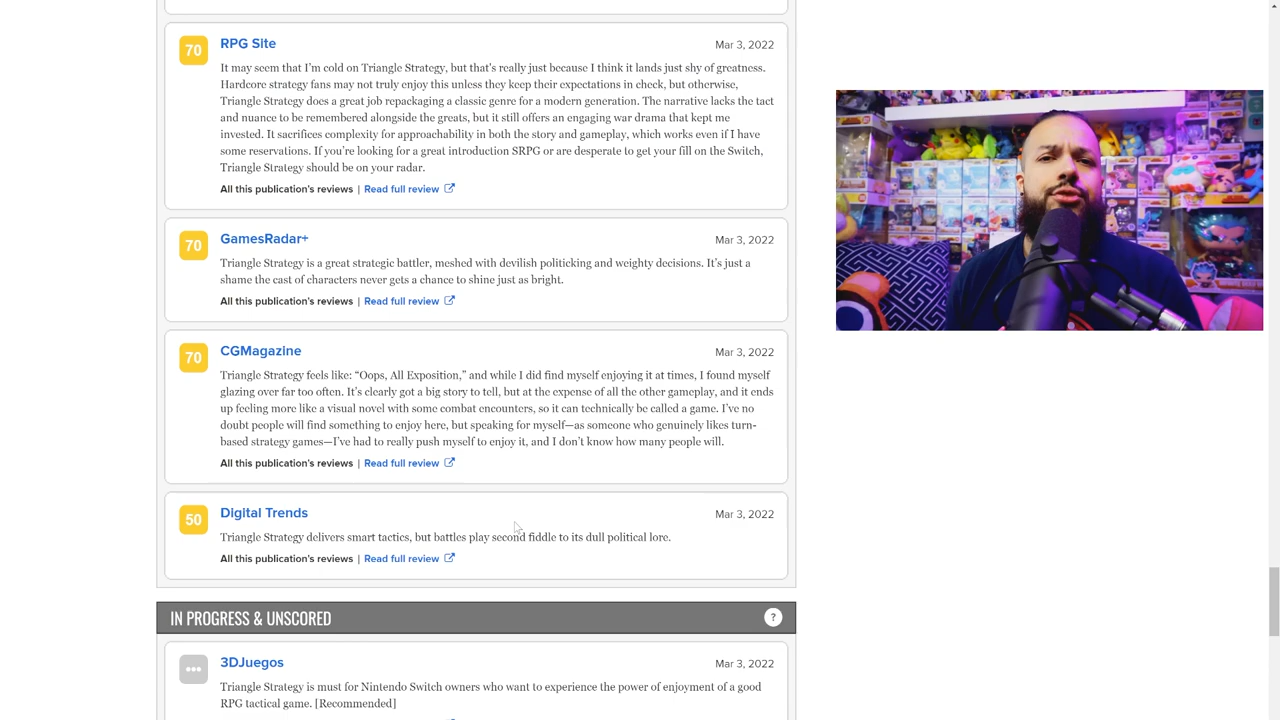 70
RPG Site
Mar 3, 2022
It may seem that I'm cold on Triangle Strategy, but that's really just because I think it lands just shy of greatness.
Hardcore strategy fans may not truly enjoy this unless they keep their expectations in check, but otherwise,
Triangle Strategy does a great job repackaging a classic genre for a modern generation. The narrative lacks the tact
and nuance to be remembered alongside the greats, but it still offers an engaging war drama that kept me
invested. It sacrifices complexity for approachability in both the story and gameplay, which works even if I have
some reservations. If you're looking for a great introduction SRPG or are desperate to get your fill on the Switch,
Triangle Strategy should be on your radar.
All this publication's reviews | Read full review
70
GamesRadar+
Mar 3, 2022
Triangle Strategy is a great strategic battler, meshed with devilish politicking and weighty decisions. It's just a
shame the cast of characters never gets a chance to shine just as bright.
All this publication's reviews | Read full review
70
CGMagazine
Mar 3, 2022
Triangle Strategy feels like: “Oops, All Exposition,” and while I did find myself enjoying it at times, I found myself
glazing over far too often. It's clearly got a big story to tell, but at the expense of all the other gameplay, and it ends
up feeling more like a visual novel with some combat encounters, so it can technically be called a game. I've no
doubt people will find something to enjoy here, but speaking for myself—as someone who genuinely likes turn-
based strategy games—I've had to really push myself to enjoy it, and I don't know how many people will.
All this publication's reviews | Read full review
50
Digital Trends
Mar 3, 2022
Triangle Strategy delivers smart tactics, but battles play second fiddle to its dull political lore.
All this publication's reviews | Read full review
IN PROGRESS & UNSCORED
?
3DJuegos
Mar 3, 2022
Triangle Strategy is must for Nintendo Switch owners who want to experience the power of enjoyment of a good
RPG tactical game. [Recommended]